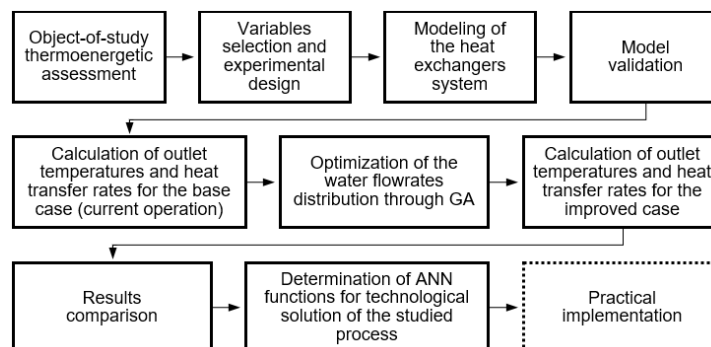 Object-of-study
thermoenergetic
assessment
Variables
selection and
experimental
design
Modeling of
the heat
exchangers
system
Model
validation
Calculation of outlet
temperatures and heat
transfer rates for the base
case (current operation)
Optimization of the
water flowrates
distribution through GA
Calculation of outlet
temperatures and heat
transfer rates for the
improved case
Results
comparison
Determination of ANN
functions for technological
solution of the studied
process
Practical
implementation